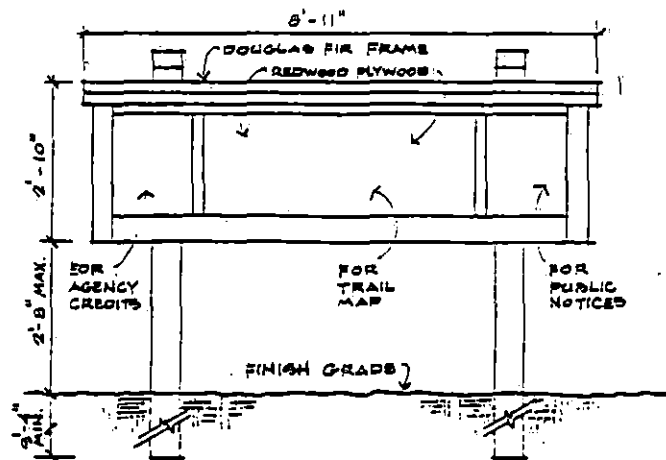 8'-11"
DOUGLAS FIR FRAME
REDWOOD PLYWOOD
2'-10"
FOR
AGENCY
CREDITS
FOR
TRAIL
MAP
FOR
PUBLIC
NOTICES
2'-8" MAX.
FINISH GRADE
MIN.